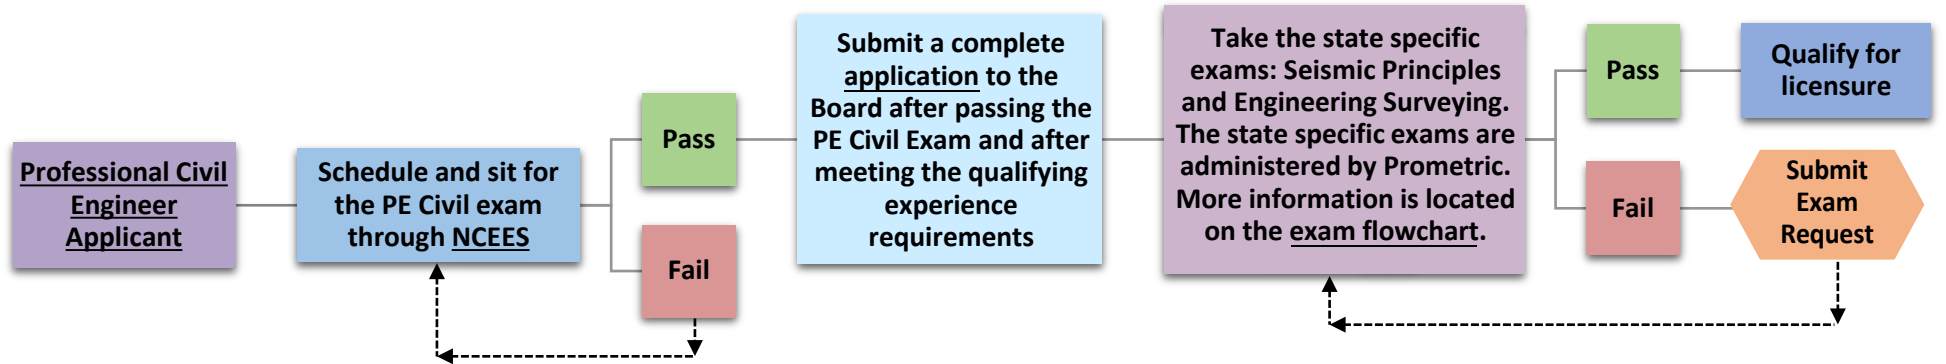 Professional Civil
Engineer
Applicant
Schedule and sit for
the PE Civil exam
through NCEES
Pass
Fail
Submit a complete
application to the
Board after passing the
PE Civil Exam and after
meeting the qualifying
experience
requirements
Take the state specific
exams: Seismic Principles
and Engineering Surveying.
The state specific exams are
administered by Prometric.
More information is located
on the exam flowchart.
Pass
Qualify for
licensure
Fail
Submit
Exam
Request